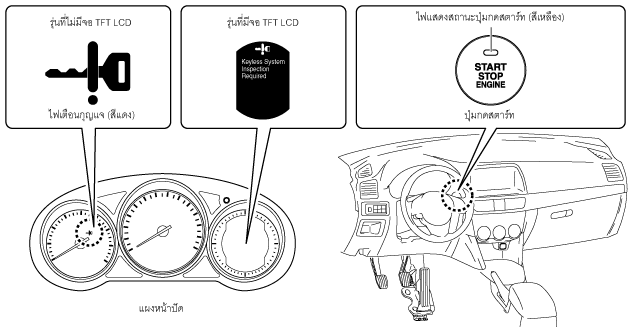 รุ่นที่ไม่มีจอ TFT LCD
ไฟเตือนกุญแจ (สีแดง)
รุ่นที่มีจอ TFT LCD
Keyless System
Inspection
Required
ไฟแสดงสถานะปุ่มกดสตาร์ท (สีเหลือง)
START
STOP
ENGINE
ปุ่มกดสตาร์ท
แผงหน้าปัด